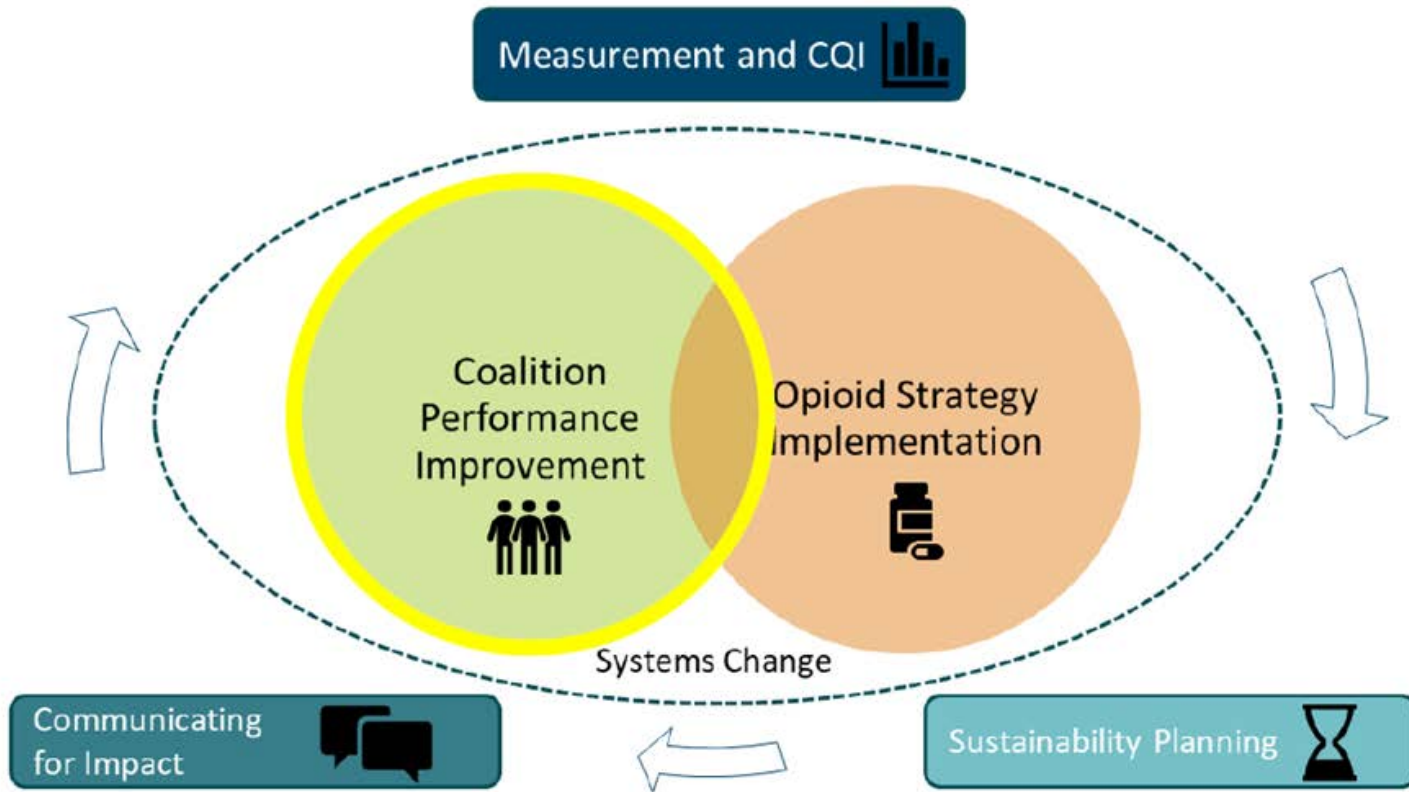 Measurement and CQI
Coalition
Performance
Improvement
Opioid Strategy
Implementation
Systems Change
Communicating
for Impact
Sustainability Planning